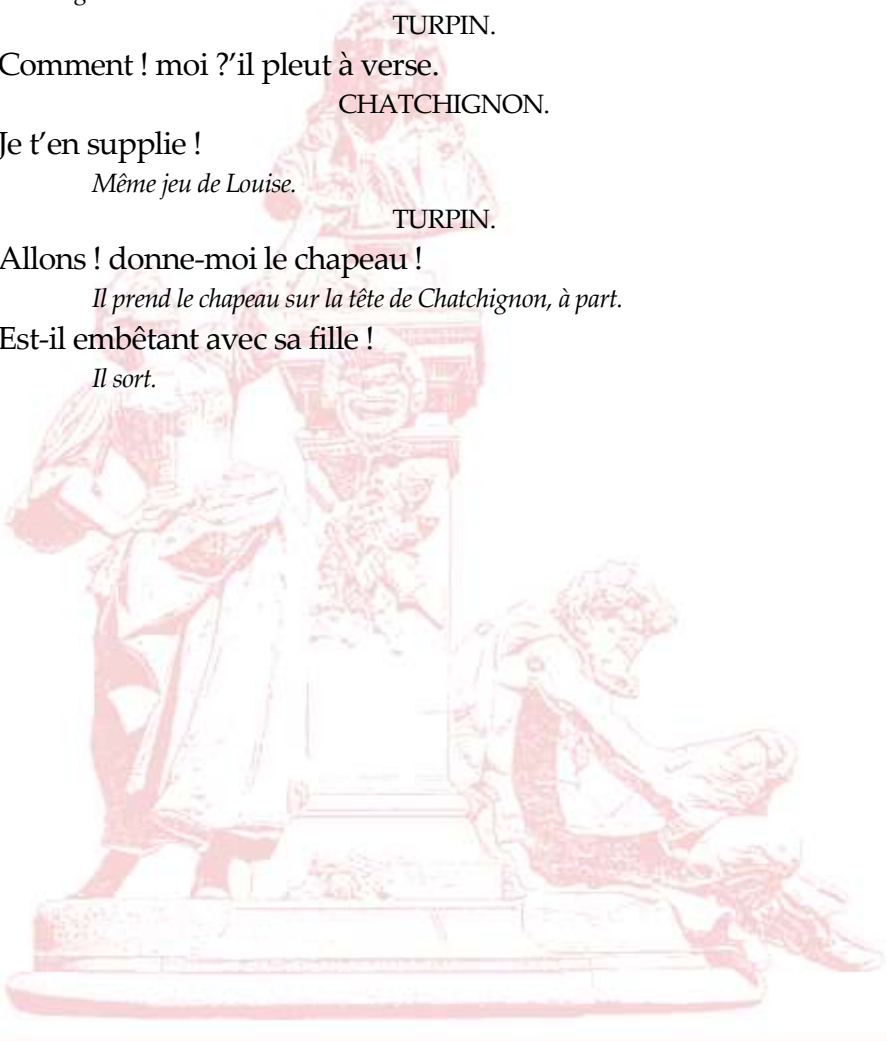 TURPIN.
Comment ! moi ?'il pleut à verse.
CHATCHIGNON.
Je t'en supplie !
Même jeu de Louise.
TURPIN.
Allons ! donne-moi le chapeau !
Il prend le chapeau sur la tête de Chatchignon, à part.
Est-il embêtant avec sa fille !
Il sort.